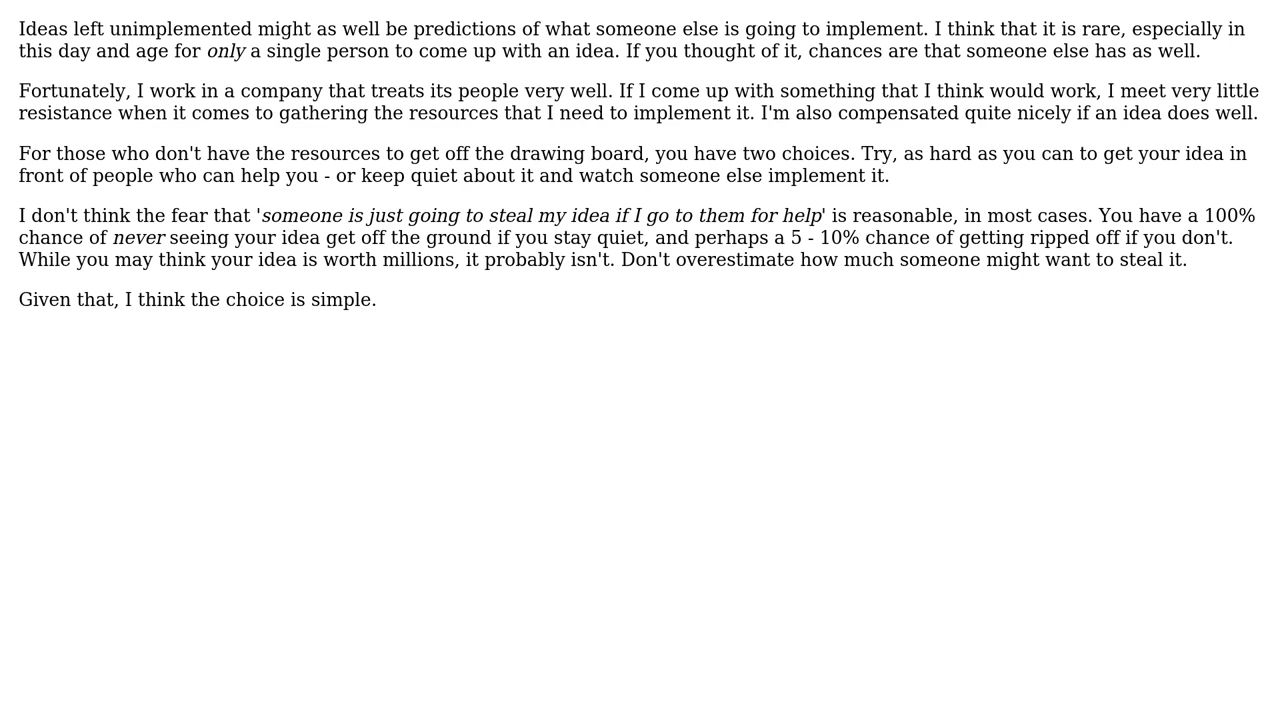 Ideas left unimplemented might as well be predictions of what someone else is going to implement. I think that it is rare, especially in
this day and age for only a single person to come up with an idea. If you thought of it, chances are that someone else has as well.
Fortunately, I work in a company that treats its people very well. If I come up with something that I think would work, I meet very little
resistance when it comes to gathering the resources that I need to implement it. I'm also compensated quite nicely if an idea does well.
For those who don't have the resources to get off the drawing board, you have two choices. Try, as hard as you can to get your idea in
front of people who can help you - or keep quiet about it and watch someone else implement it.
I don't think the fear that 'someone is just going to steal my idea if I go to them for help' is reasonable, in most cases. You have a 100%
chance of never seeing your idea get off the ground if you stay quiet, and perhaps a 5 - 10% chance of getting ripped off if you don't.
While you may think your idea is worth millions, it probably isn't. Don't overestimate how much someone might want to steal it.
Given that, I think the choice is simple.